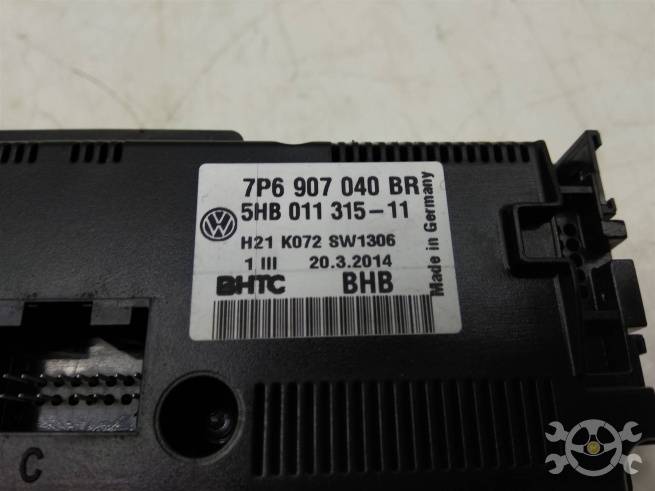 7P6 907 040 BR
5HB 011 315-11
H21 K072 SW1306
1 III 20.3.2014
BHTC BHB
Made in Germany
C